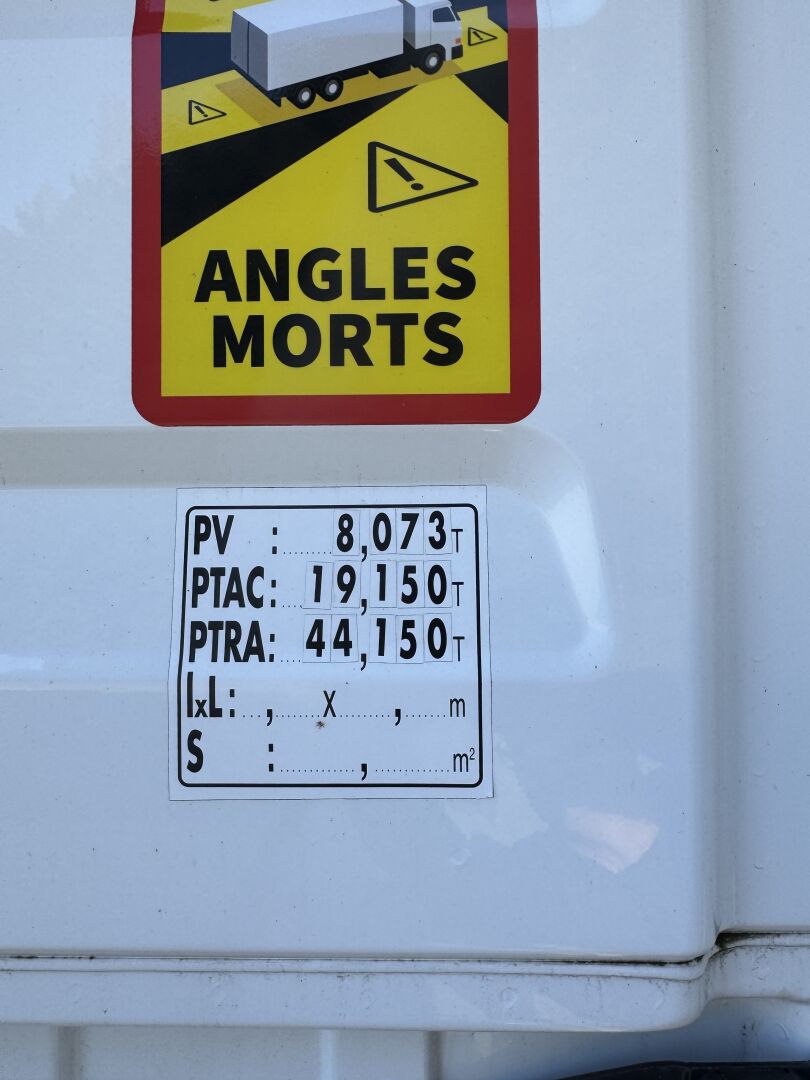 ANGLES
MORTS
PV : 8,073 T
PTAC: 19,150 T
PTRA: 44,150 T
lxL: , x , m
S : , m²